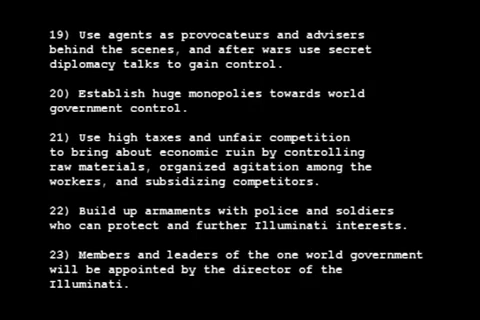 19) Use agents as provocateurs and advisers
behind the scenes, and after wars use secret
diplomacy talks to gain control.
20) Establish huge monopolies towards world
government control.
21) Use high taxes and unfair competition
to bring about economic ruin by controlling
raw materials, organized agitation among the
workers, and subsidizing competitors.
22) Build up armaments with police and soldiers
who can protect and further Illuminati interests.
23) Members and leaders of the one world government
will be appointed by the director of the
Illuminati.